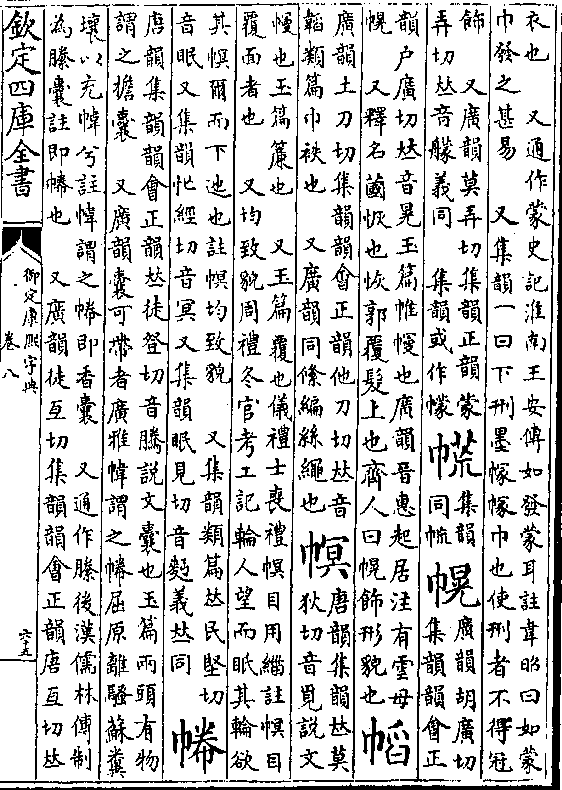 衣也　又通作蒙史記淮南王安傳如發蒙耳註韋昭曰如蒙
巾發之甚易　又集韻一曰下刑墨幏幏巾也使刑者不得冠
飾　又廣韻莫弄切集韻正韻蒙
弄切𠀤音艨義同　集韻或作幪
㡛
集韻
同㡆
幌
廣韻胡廣切
集韻韻會正
韻戶廣切𠀤音晃玉篇帷幔也廣韻晉惠起居注有雲母
幌　又釋名簂恢也恢郭覆髮上也齊人曰幌飾形貌也
幍
廣韻土刀切集韻韻會正韻他刀切𠀤音
韜類篇巾袟也　又廣韻同絛編絲繩也
幎
唐韻集韻𠀤莫
狄切音覓說文
幔也玉篇簾也　又玉篇覆也儀禮士喪禮幎目用緇註幎目
覆面者也　又均致貌周禮冬官考工記輪人望而眡其輪欲
其幎爾而下迆也註幎均致貌　又集韻類篇𠀤民堅切
音眠又集韻忙經切音冥又集韻眠見切音麪義𠀤同
幐
唐韻集韻韻會正韻𠀤徒登切音騰說文囊也玉篇兩頭有物
謂之擔囊　又廣韻囊可帶者廣雅幃謂之幐屈原離騷蘇糞
壤以充幃兮註幃謂之幐即香囊　又通作縢後漢儒林傳制
為縢囊註即幐也　又廣韻徒亙切集韻韻會正韻唐亙切𠀤
欽定四庫全書
御定康熙字典
卷八
六十五